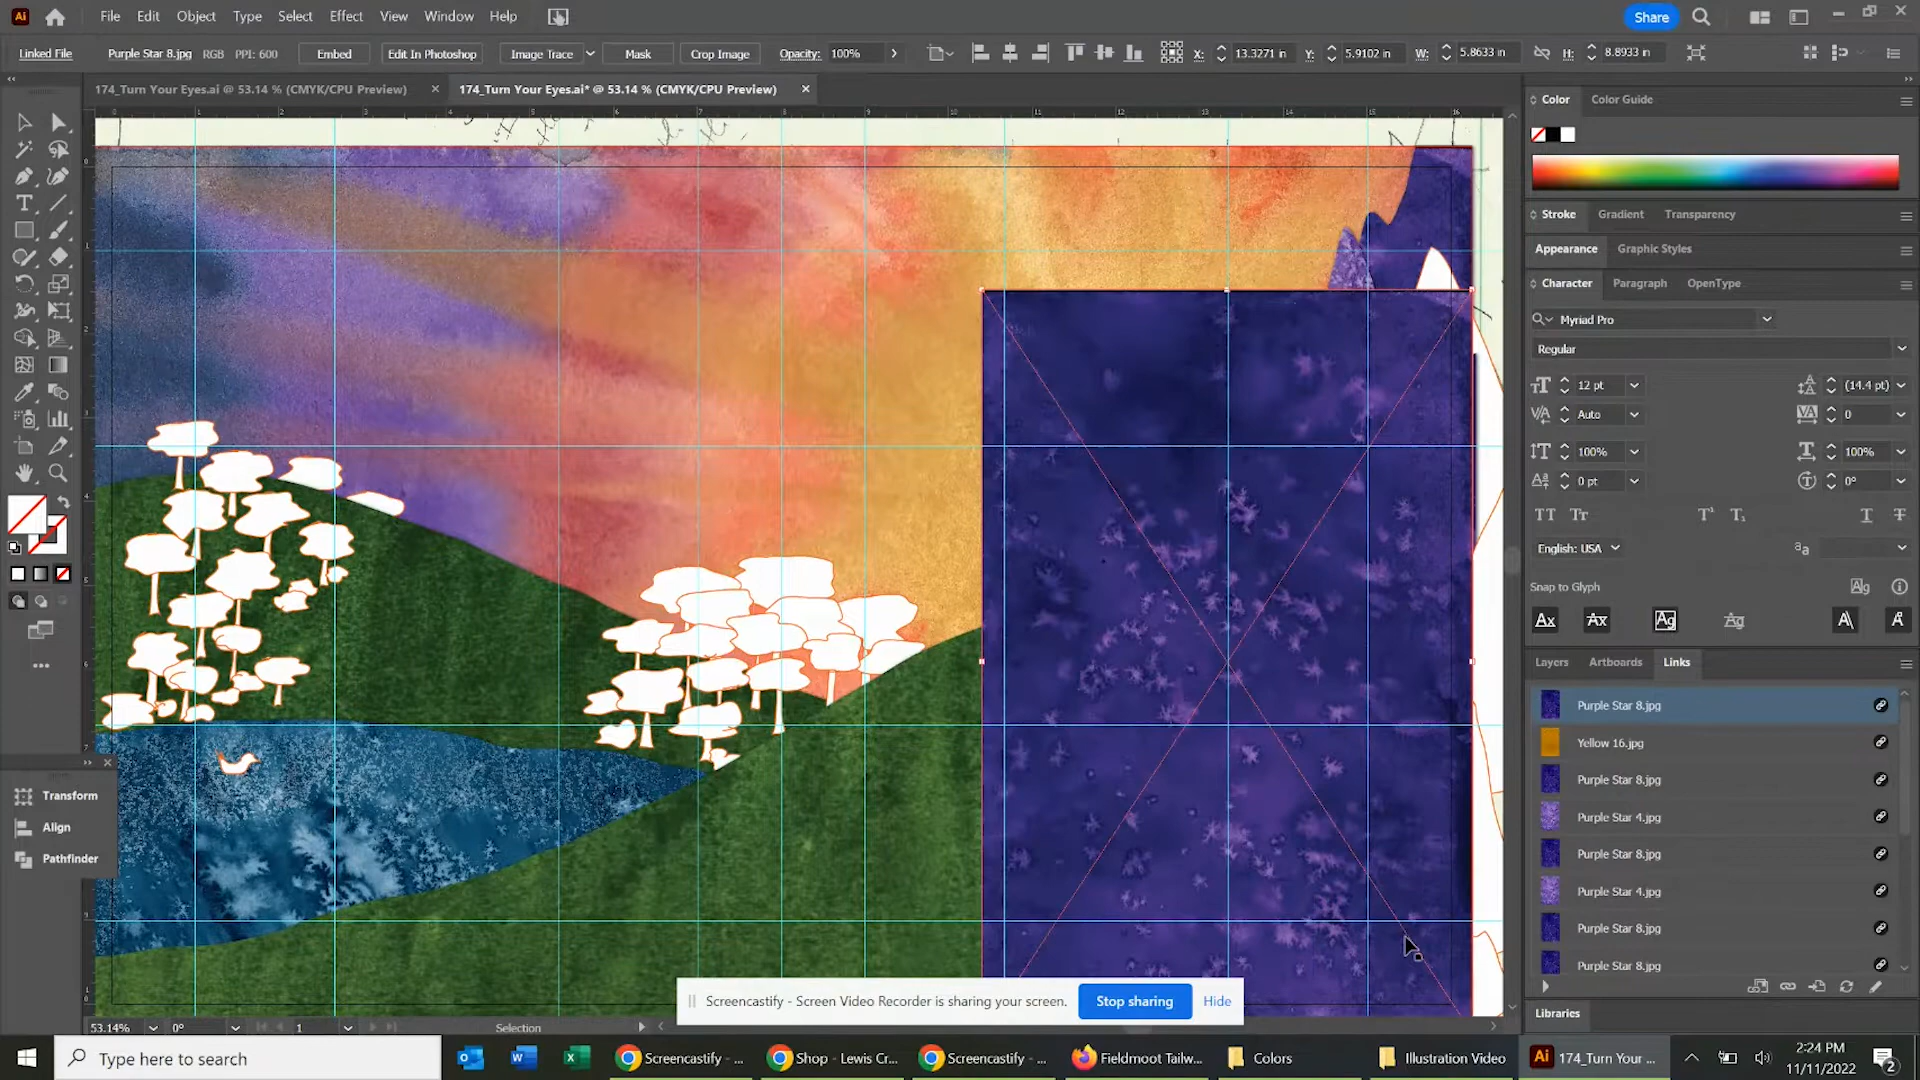 Ai File Edit Object Type Select Effect View Window Help Share
Linked File Purple Star 8.jpg RGB PPI: 600 Embed Edit In Photoshop Image Trace Mask Crop Image Opacity: 100% X: 13.3271 in Y: 5.9102 in W: 5.8633 in H: 8.8933 in
174_Turn Your Eyes.ai @ 53.14 % (CMYK/CPU Preview) 174_Turn Your Eyes.ai* @ 53.14 % (CMYK/CPU Preview)
Color Color Guide
Stroke Gradient Transparency
Appearance Graphic Styles
Character Paragraph OpenType
Myriad Pro
Regular
12 pt (14.4 pt)
Auto 0
100% 100%
0 pt 0°
English: USA
Snap to Glyph
Layers Artboards Links
Purple Star 8.jpg
Yellow 16.jpg
Purple Star 8.jpg
Purple Star 4.jpg
Purple Star 8.jpg
Purple Star 4.jpg
Purple Star 8.jpg
Purple Star 8.jpg
Libraries
Transform
Align
Pathfinder
Screencastify - Screen Video Recorder is sharing your screen. Stop sharing Hide
53.14% 0° 1 Selection
Type here to search Screencastify - ... Shop - Lewis Cr... Screencastify - ... Fieldmoot Tailw... Colors Illustration Video 174_Turn Your ...
2:24 PM
11/11/2022
2